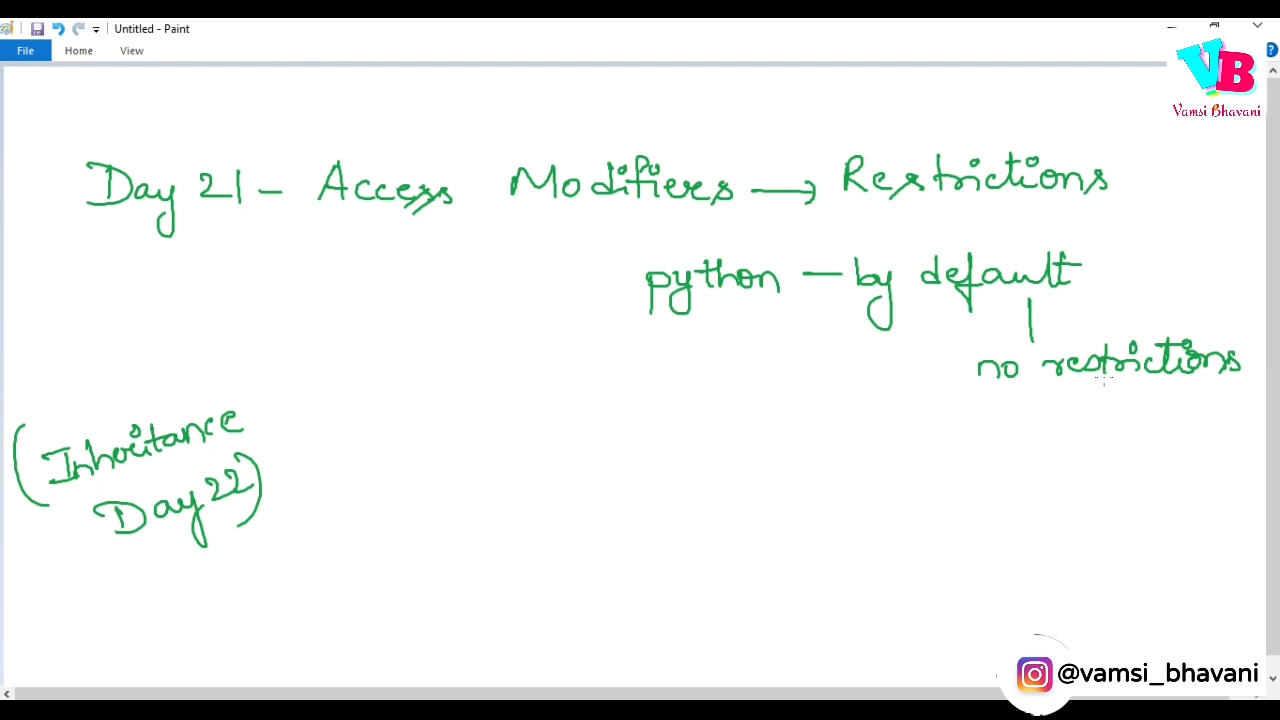 Untitled - Paint
File Home View
VB
Vamsi Bhavani
Day 21 - Access Modifiers → Restrictions
python - by default
no restrictions
(Inheritance
Day 22)
@vamsi_bhavani